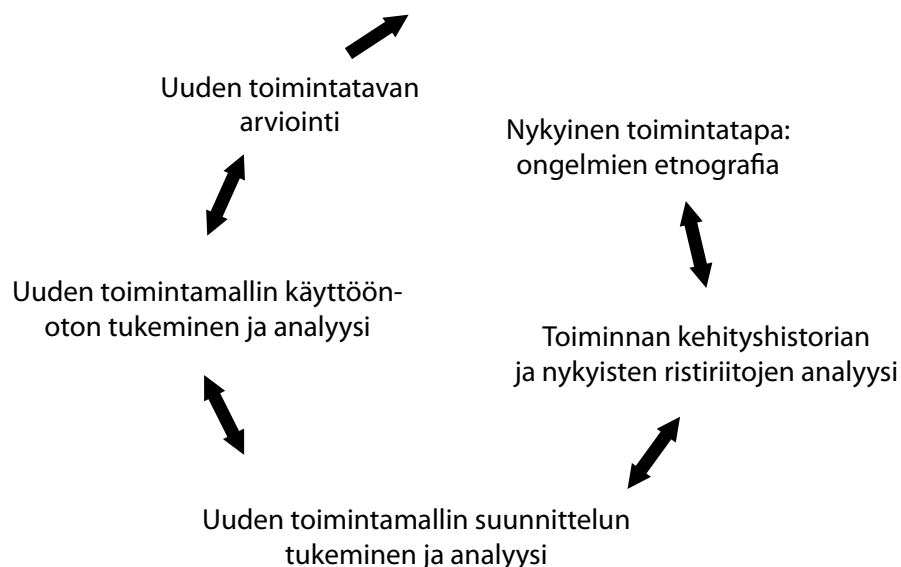 Uuden toimintatavan
arviointi
Nykyinen toimintatapa:
ongelmien etnografia
Uuden toimintamallin käyttöön-
oton tukeminen ja analyysi
Toiminnan kehityshistorian
ja nykyisten ristiriitojen analyysi
Uuden toimintamallin suunnittelun
tukeminen ja analyysi